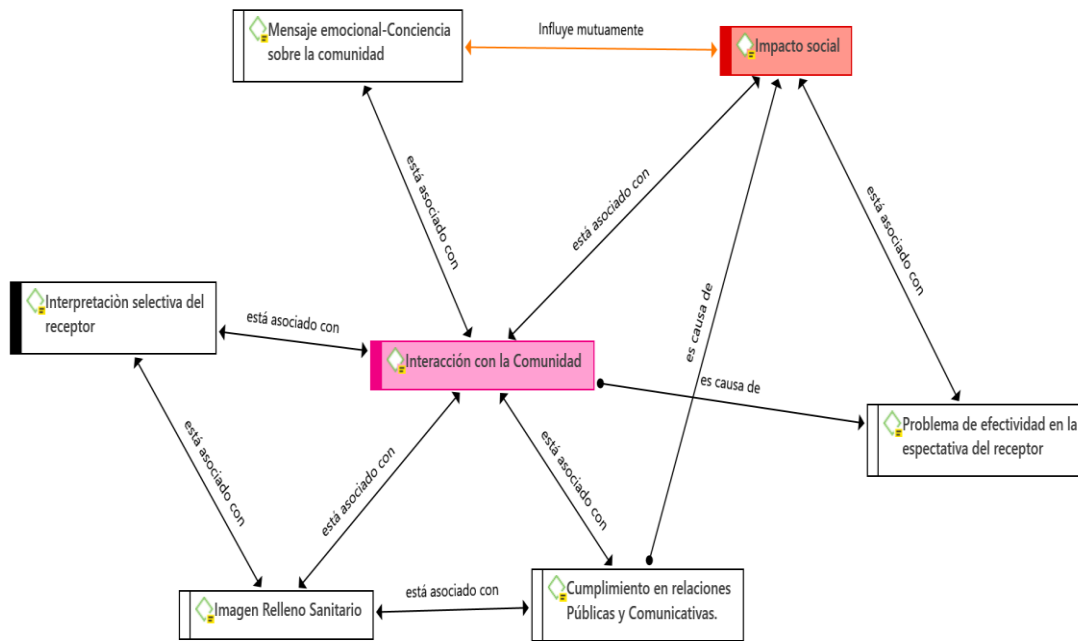 Mensaje emocional-Conciencia
sobre la comunidad
Influye mutuamente
Impacto social
está asociado con
está asociado con
está asociado con
es causa de
Interpretaciòn selectiva del
receptor
está asociado con
Interacción con la Comunidad
es causa de
Problema de efectividad en la
espectativa del receptor
está asociado con
está asociado con
está asociado con
Imagen Relleno Sanitario
está asociado con
Cumplimiento en relaciones
Públicas y Comunicativas.